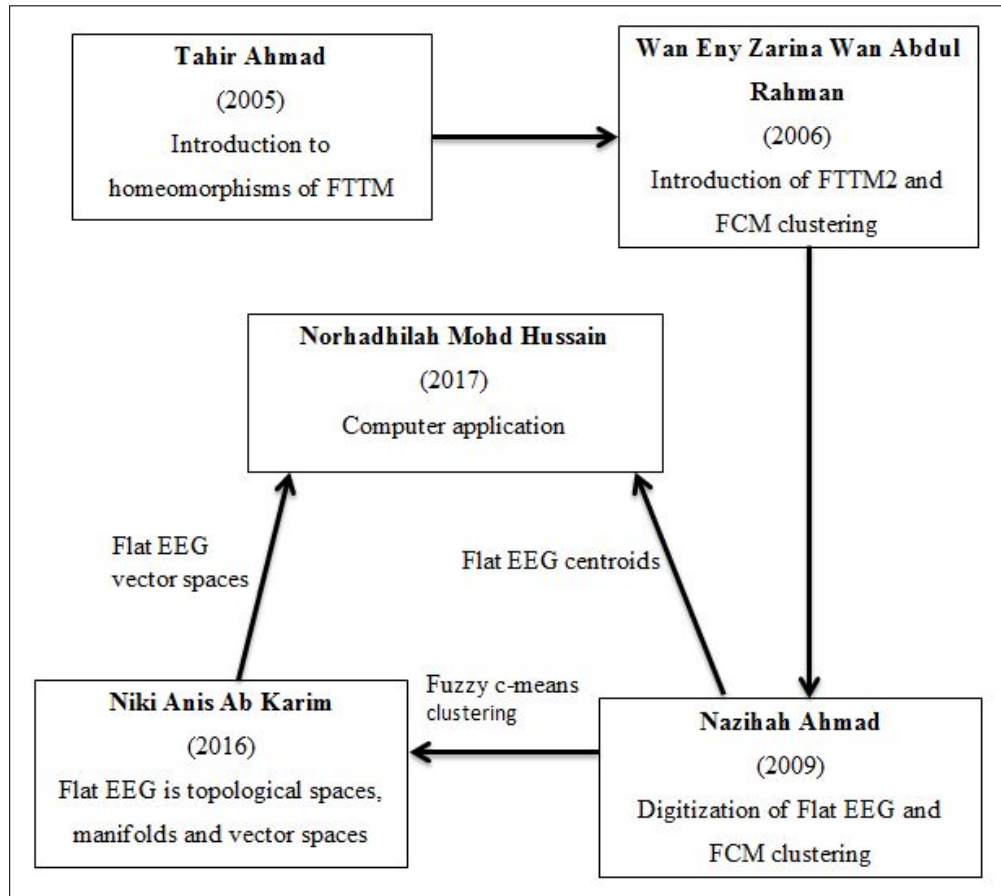 Tahir Ahmad
(2005)
Introduction to
homeomorphisms of FTTM
Wan Eny Zarina Wan Abdul
Rahman
(2006)
Introduction of FTTM2 and
FCM clustering
Norhadhilah Mohd Hussain
(2017)
Computer application
Flat EEG
vector spaces
Flat EEG centroids
Niki Anis Ab Karim
(2016)
Flat EEG is topological spaces,
manifolds and vector spaces
Fuzzy c-means
clustering
Nazihah Ahmad
(2009)
Digitization of Flat EEG and
FCM clustering